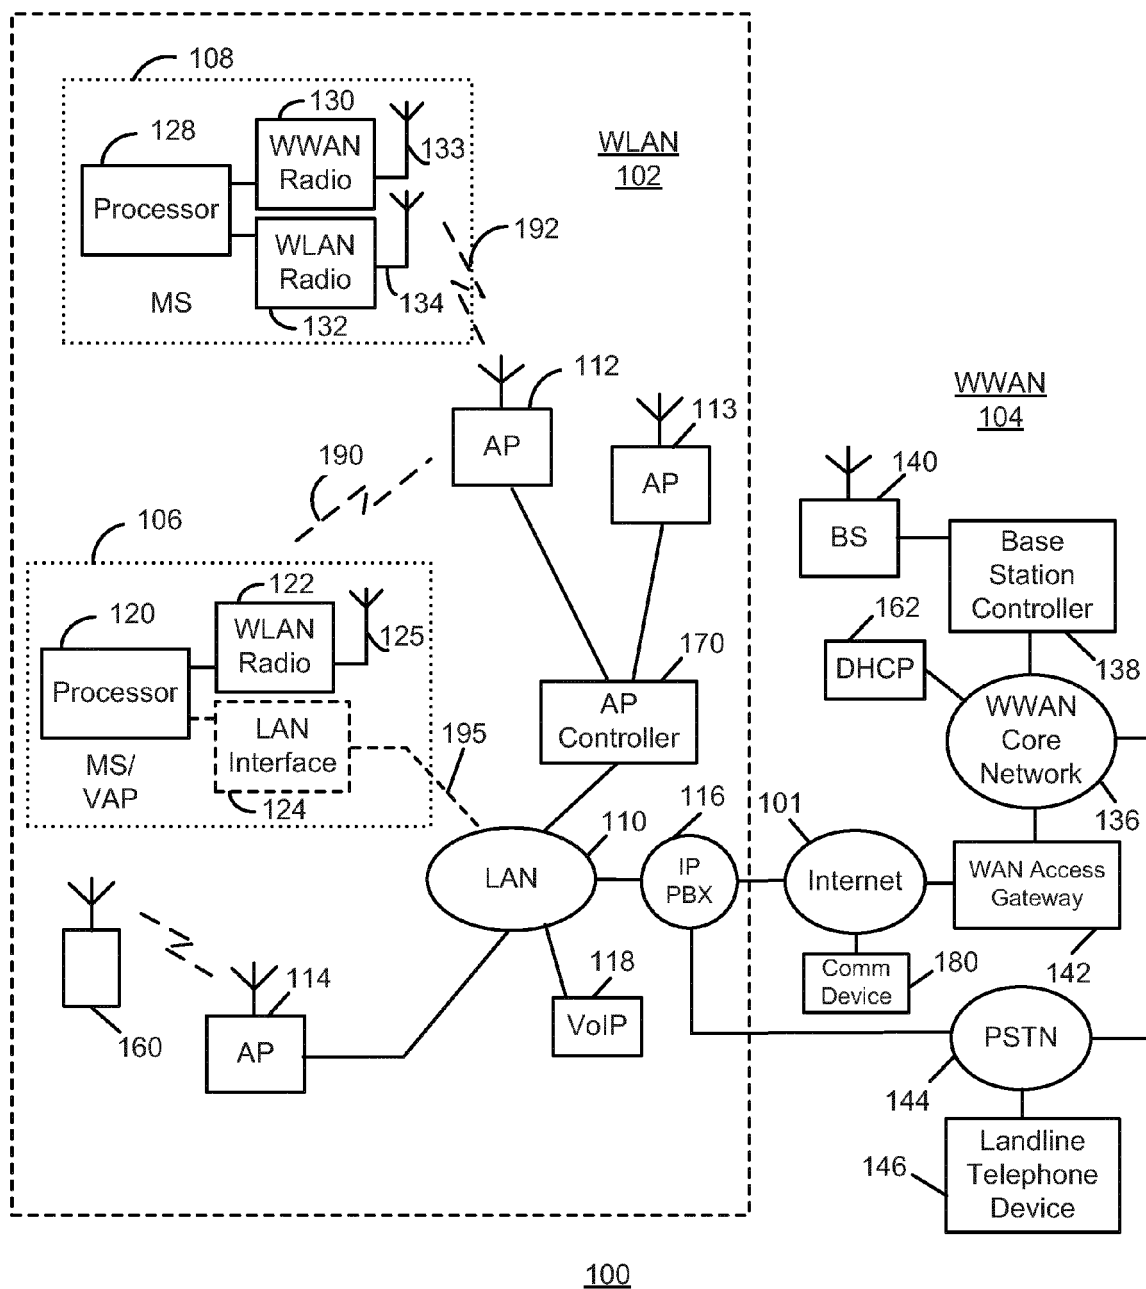 108
130
128
WWAN
Radio
133
Processor
WLAN
Radio
134
132
MS
192
WLAN
102
112
AP
113
AP
190
WWAN
104
140
BS
Base
Station
Controller
138
162
DHCP
106
122
120
WLAN
Radio
125
Processor
LAN
Interface
124
MS/
VAP
195
170
AP
Controller
WWAN
Core
Network
136
110
LAN
116
IP
PBX
101
Internet
WAN Access
Gateway
142
Comm
Device
180
160
114
AP
118
VoIP
PSTN
144
146
Landline
Telephone
Device
100